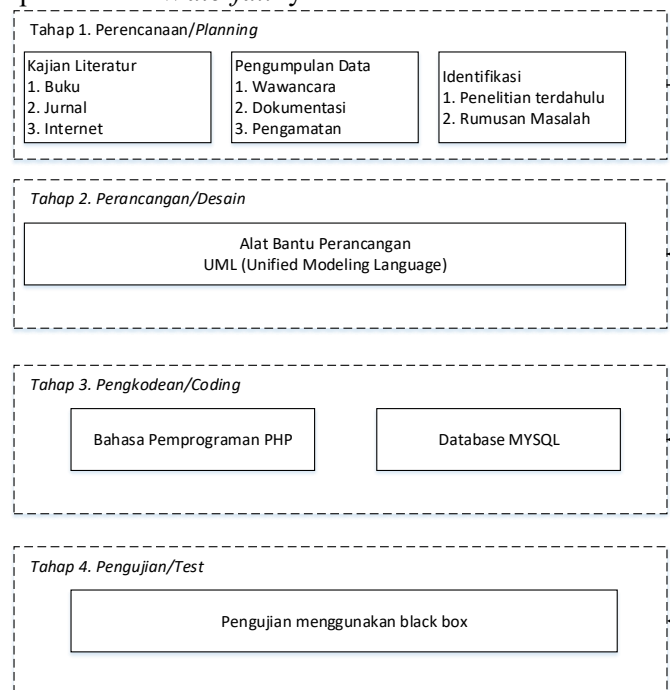 Tahap 1. Perencanaan/Planning
Kajian Literatur
1. Buku
2. Jurnal
3. Internet
Pengumpulan Data
1. Wawancara
2. Dokumentasi
3. Pengamatan
Identifikasi
1. Penelitian terdahulu
2. Rumusan Masalah
Tahap 2. Perancangan/Desain
Alat Bantu Perancangan
UML (Unified Modeling Language)
Tahap 3. Pengkodean/Coding
Bahasa Pemprograman PHP
Database MYSQL
Tahap 4. Pengujian/Test
Pengujian menggunakan black box